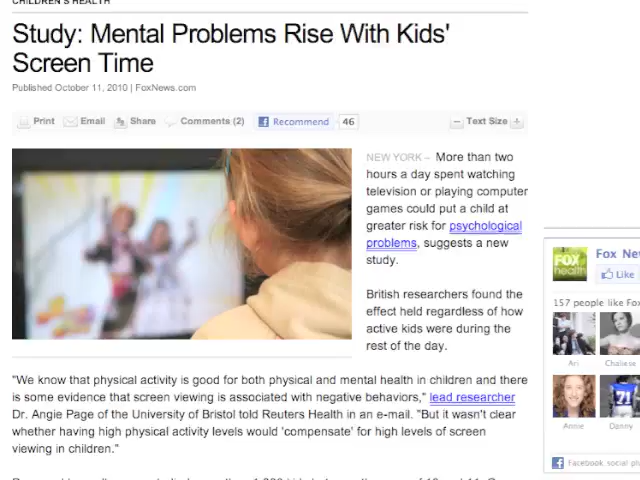 CHILDREN'S HEALTH
Study: Mental Problems Rise With Kids'
Screen Time
Published October 11, 2010 | FoxNews.com
Print Email Share Comments (2) Recommend 46 Text Size
NEW YORK – More than two
hours a day spent watching
television or playing computer
games could put a child at
greater risk for psychological
problems, suggests a new
study.
British researchers found the
effect held regardless of how
active kids were during the
rest of the day.
"We know that physical activity is good for both physical and mental health in children and there
is some evidence that screen viewing is associated with negative behaviors," lead researcher
Dr. Angie Page of the University of Bristol told Reuters Health in an e-mail. "But it wasn't clear
whether having high physical activity levels would 'compensate' for high levels of screen
viewing in children."
FOX
health
Fox Ne
Like
157 people like Fo
Ari
Annie Danny
Facebook social pl